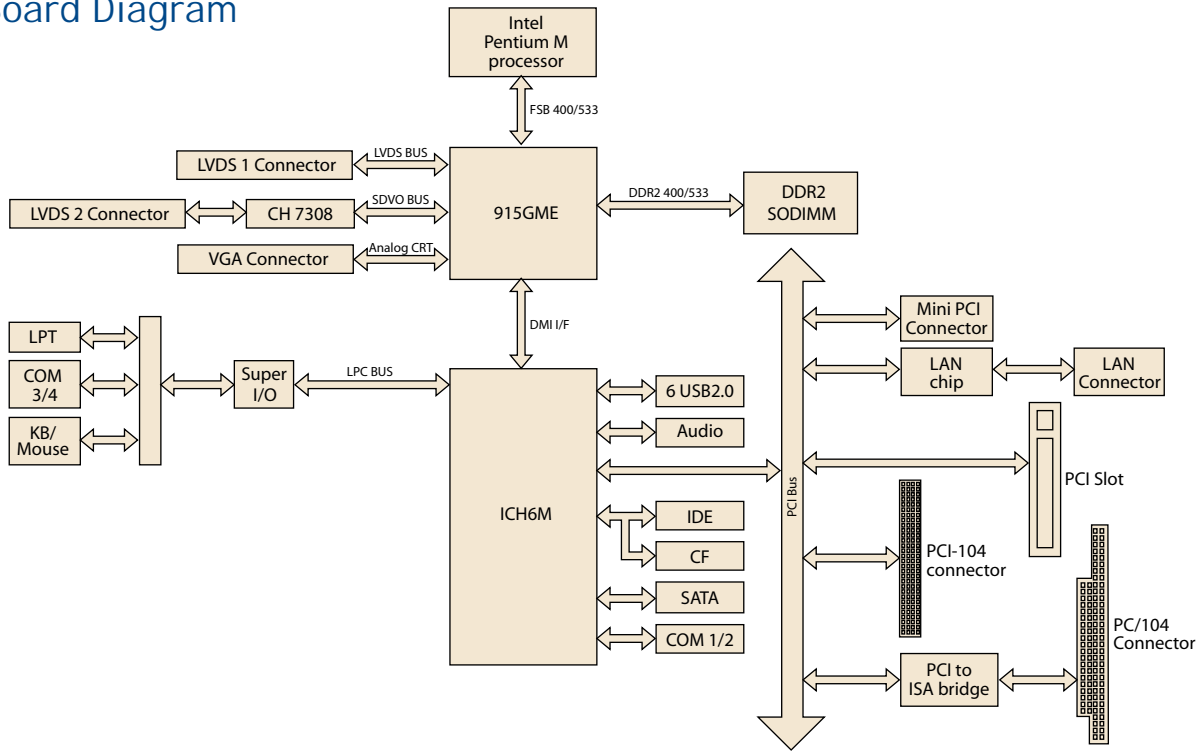 Board Diagram
Intel
Pentium M
processor
FSB 400/533
LVDS 1 Connector
LVDS BUS
LVDS 2 Connector
CH 7308
SDVO BUS
VGA Connector
Analog CRT
915GME
DDR2 400/533
DDR2
SODIMM
DMI I/F
LPT
COM
3/4
KB/
Mouse
Super
I/O
LPC BUS
ICH6M
6 USB2.0
Audio
IDE
CF
SATA
COM 1/2
PCI Bus
Mini PCI
Connector
LAN
chip
LAN
Connector
PCI Slot
PCI-104
connector
PC/104
Connector
PCI to
ISA bridge